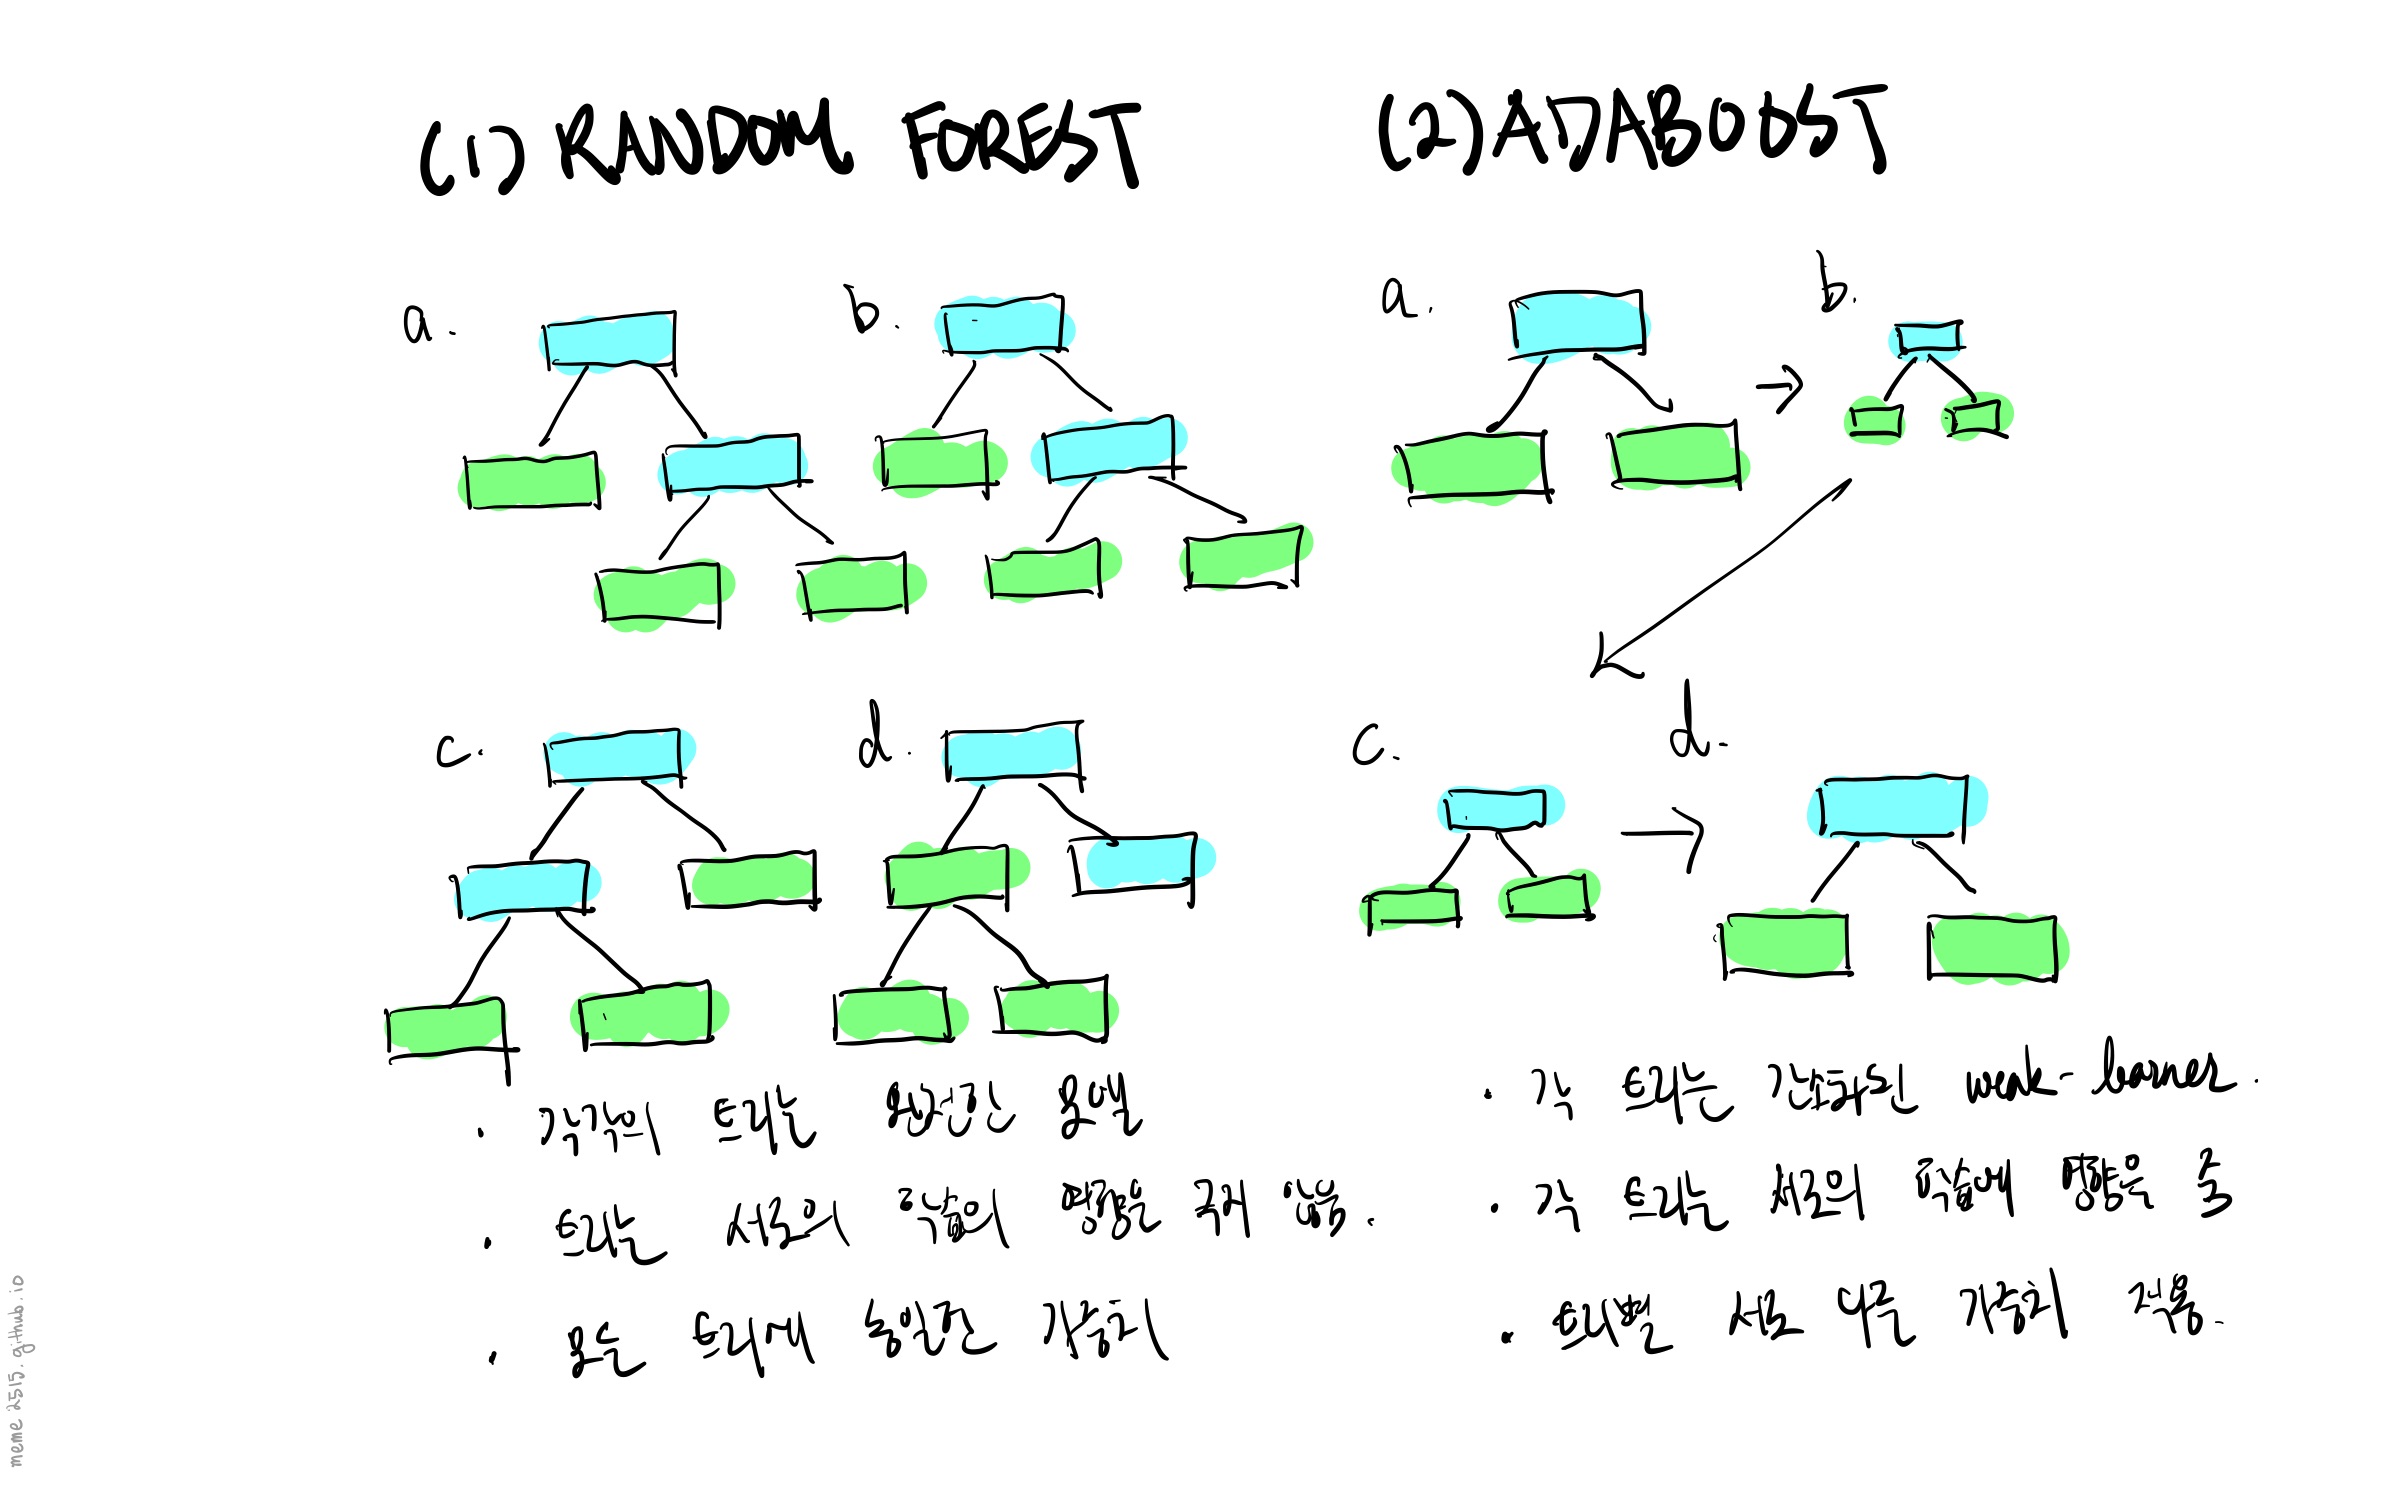 (1) RANDOM FOREST
a.
b.
c.
d.
· 각각의 트리는 완전한 모델
· 트리는 서로의 학습의 영향을 주지 않음.
· 모든 트리에 동일한 가중치
(2) ADABOOST
a.
b.
c.
d.
· 각 트리는 간소화된 weak-learner.
· 각 트리는 서로의 학습에 영향을 줌
· 트리별 서로 다른 가중치 적용.
meme2515.github.io